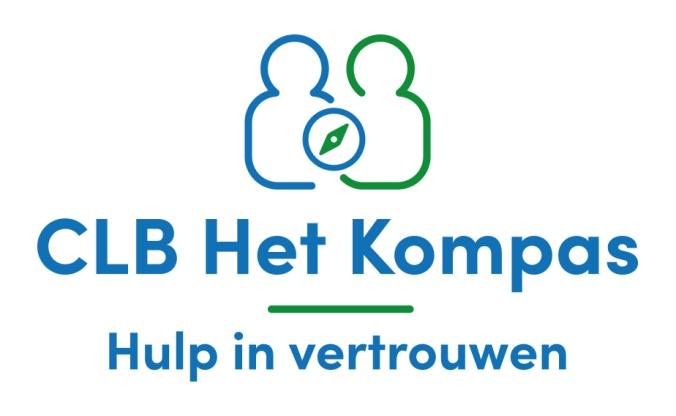 CLB Het Kompas
Hulp in vertrouwen